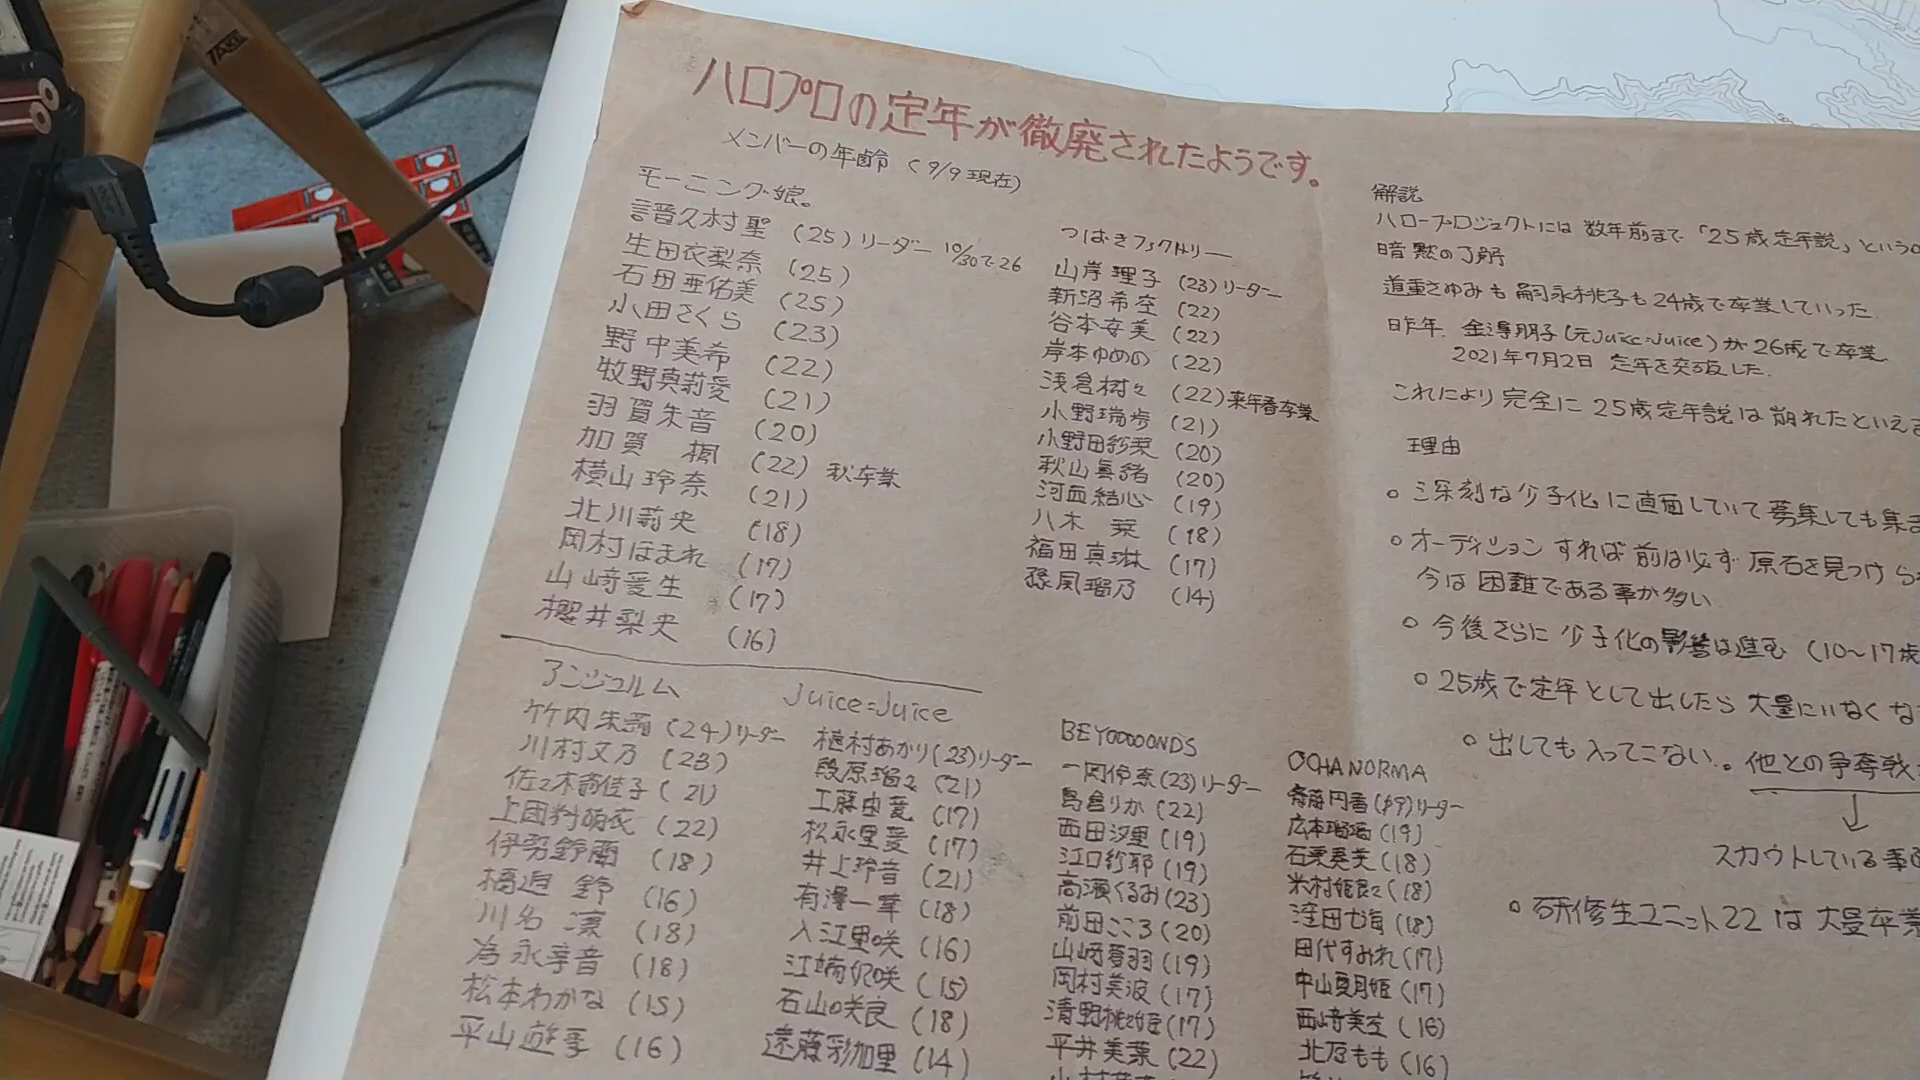 ハロプロの定年が徹廃されたようです。
メンバーの年齢 (9/9現在)
モーニング娘。
譜久村聖 (25) リーダー 10/30で26
生田衣梨奈 (25)
石田亜佑美 (25)
小田さくら (23)
野中美希 (22)
牧野真莉愛 (21)
羽賀朱音 (20)
加賀 楓 (22) 秋卒業
横山玲奈 (21)
北川莉央 (18)
岡村ほまれ (17)
山﨑愛生 (17)
櫻井梨央 (16)
つばきファクトリー
山岸理子 (23)リーダー
新沼希空 (22)
谷本安美 (22)
岸本ゆめの (22)
浅倉樹々 (22)来年春卒業
小野瑞歩 (21)
小野田紗栞 (20)
秋山眞緒 (20)
河西結心 (19)
八木 栞 (18)
福田真琳 (17)
豫風瑠乃 (14)
アンジュルム
竹内朱莉 (24)リーダー
川村文乃 (23)
佐々木莉佳子 (21)
上國料萌衣 (22)
伊勢鈴蘭 (18)
橋迫 鈴 (16)
川名 凜 (18)
為永幸音 (18)
松本わかな (15)
平山遊季 (16)
Juice=Juice
植村あかり(23)リーダー
段原瑠々 (21)
工藤由愛 (17)
松永里愛 (17)
井上玲音 (21)
有澤一華 (18)
入江里咲 (16)
江端妃咲 (15)
石山咲良 (18)
遠藤彩加里 (14)
BEYOOOOONDS
一岡伶奈(23)リーダー
島倉りか (22)
西田汐里 (19)
江口紗耶 (19)
高瀬くるみ(23)
前田こころ(20)
山﨑夢羽 (19)
岡村美波 (17)
清野桃々姫(17)
平井美葉 (22)
OCHA NORMA
斉藤円香(19)リーダー
広本瑠璃(19)
石栗奏美 (18)
米村姫良々(18)
窪田七海 (18)
田代すみれ(17)
中山夏月姫 (17)
西﨑美空 (16)
北原もも (16)
解説
ハロープロジェクトには数年前まで「25歳定年説」という
暗黙の了解
道重さゆみも嗣永桃子も24歳で卒業していった
昨年 金澤朋子(元Juice=Juice)が26歳で卒業
2021年7月2日 定年を突破した.
これにより完全に25歳定年説は崩れたといえ
理由
○ 深刻な少子化に直面していて募集しても集
○ オーディションすれば前は必ず原石を見つけら
今は困難である事が多い
○ 今後さらに少子化の影響は進む (10〜17歳
○ 25歳で定年として出したら大量にいなくな
○ 出しても入ってこない。他との争奪戦
↓
スカウトしている事
○ 研修生ユニット22は大量卒業
TAKE